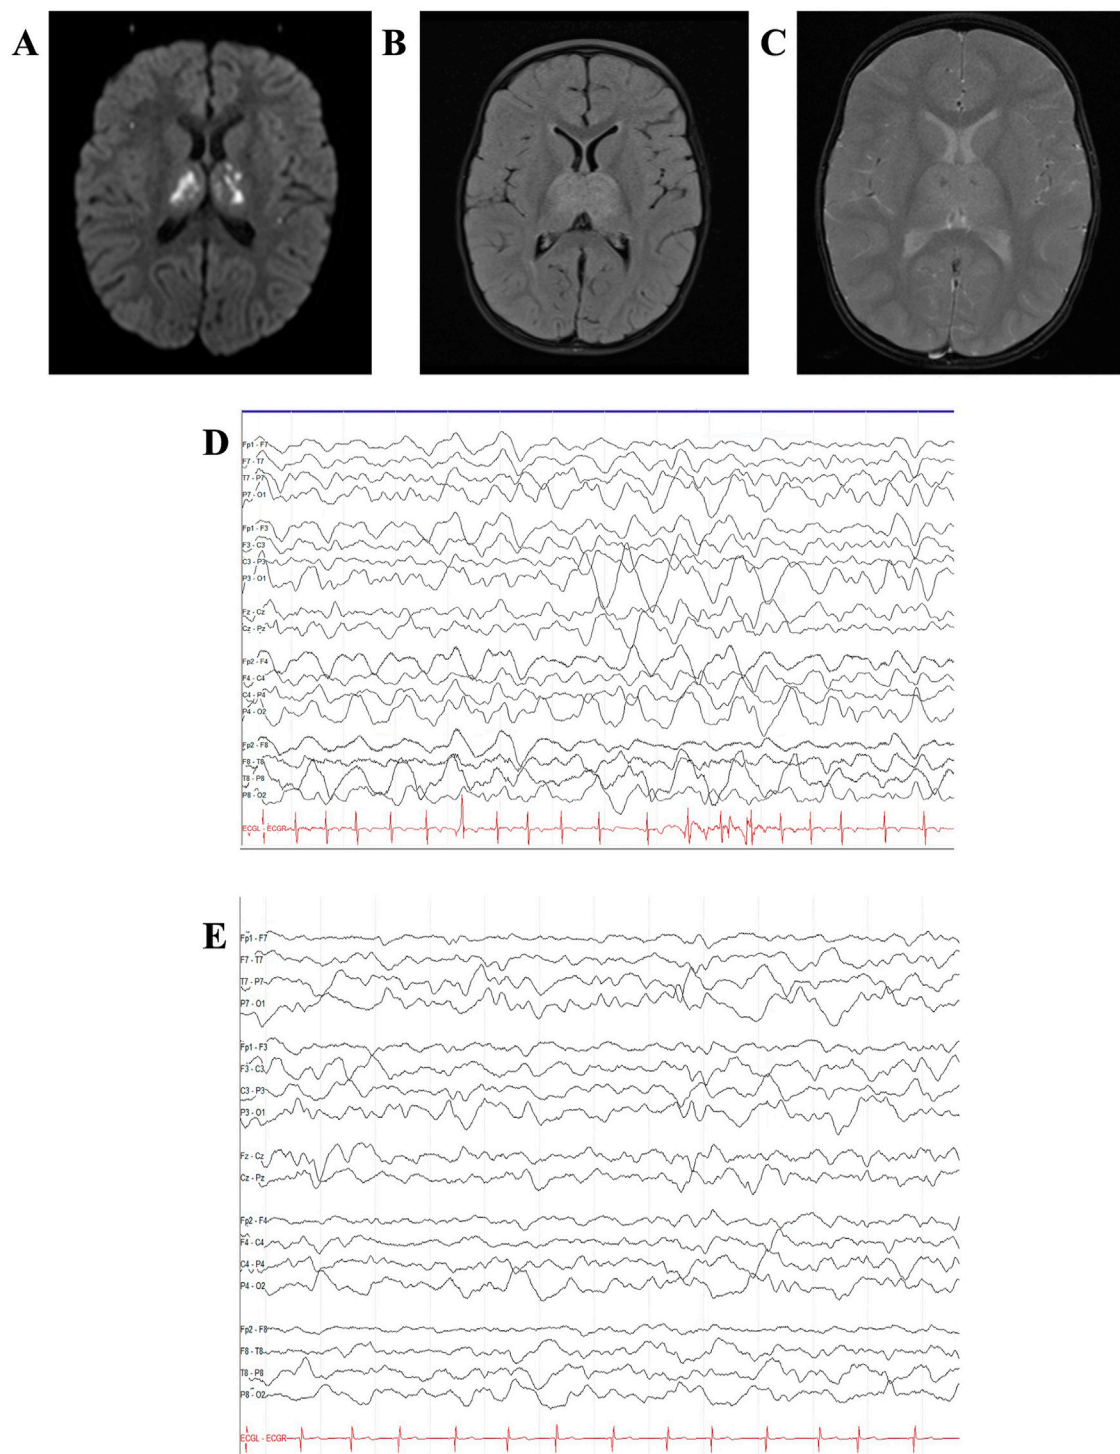 A
B
C
D
Fp1 - F7
F7 - T7
T7 - P7
P7 - O1
Fp1 - F3
F3 - C3
C3 - P3
P3 - O1
Fz - Cz
Cz - Pz
Fp2 - F4
F4 - C4
C4 - P4
P4 - O2
Fp2 - F8
F8 - T8
T8 - P8
P8 - O2
ECGL - ECGR
E
Fp1 - F7
F7 - T7
T7 - P7
P7 - O1
Fp1 - F3
F3 - C3
C3 - P3
P3 - O1
Fz - Cz
Cz - Pz
Fp2 - F4
F4 - C4
C4 - P4
P4 - O2
Fp2 - F8
F8 - T8
T8 - P8
P8 - O2
ECGL - ECGR